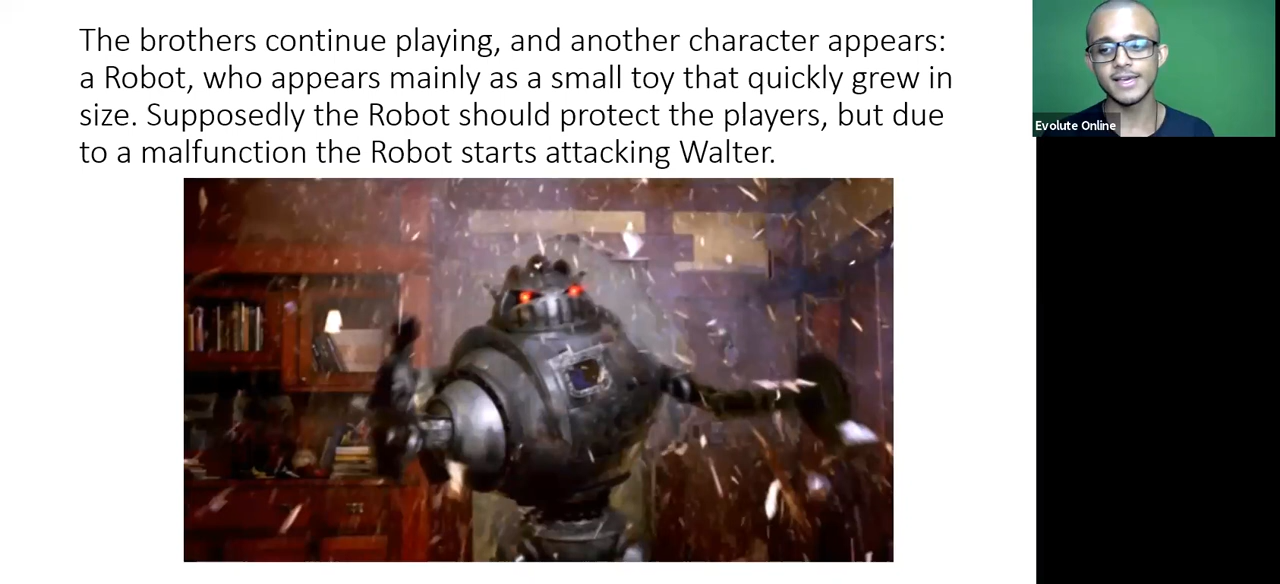 The brothers continue playing, and another character appears:
a Robot, who appears mainly as a small toy that quickly grew in
size. Supposedly the Robot should protect the players, but due
to a malfunction the Robot starts attacking Walter.
Evolute Online